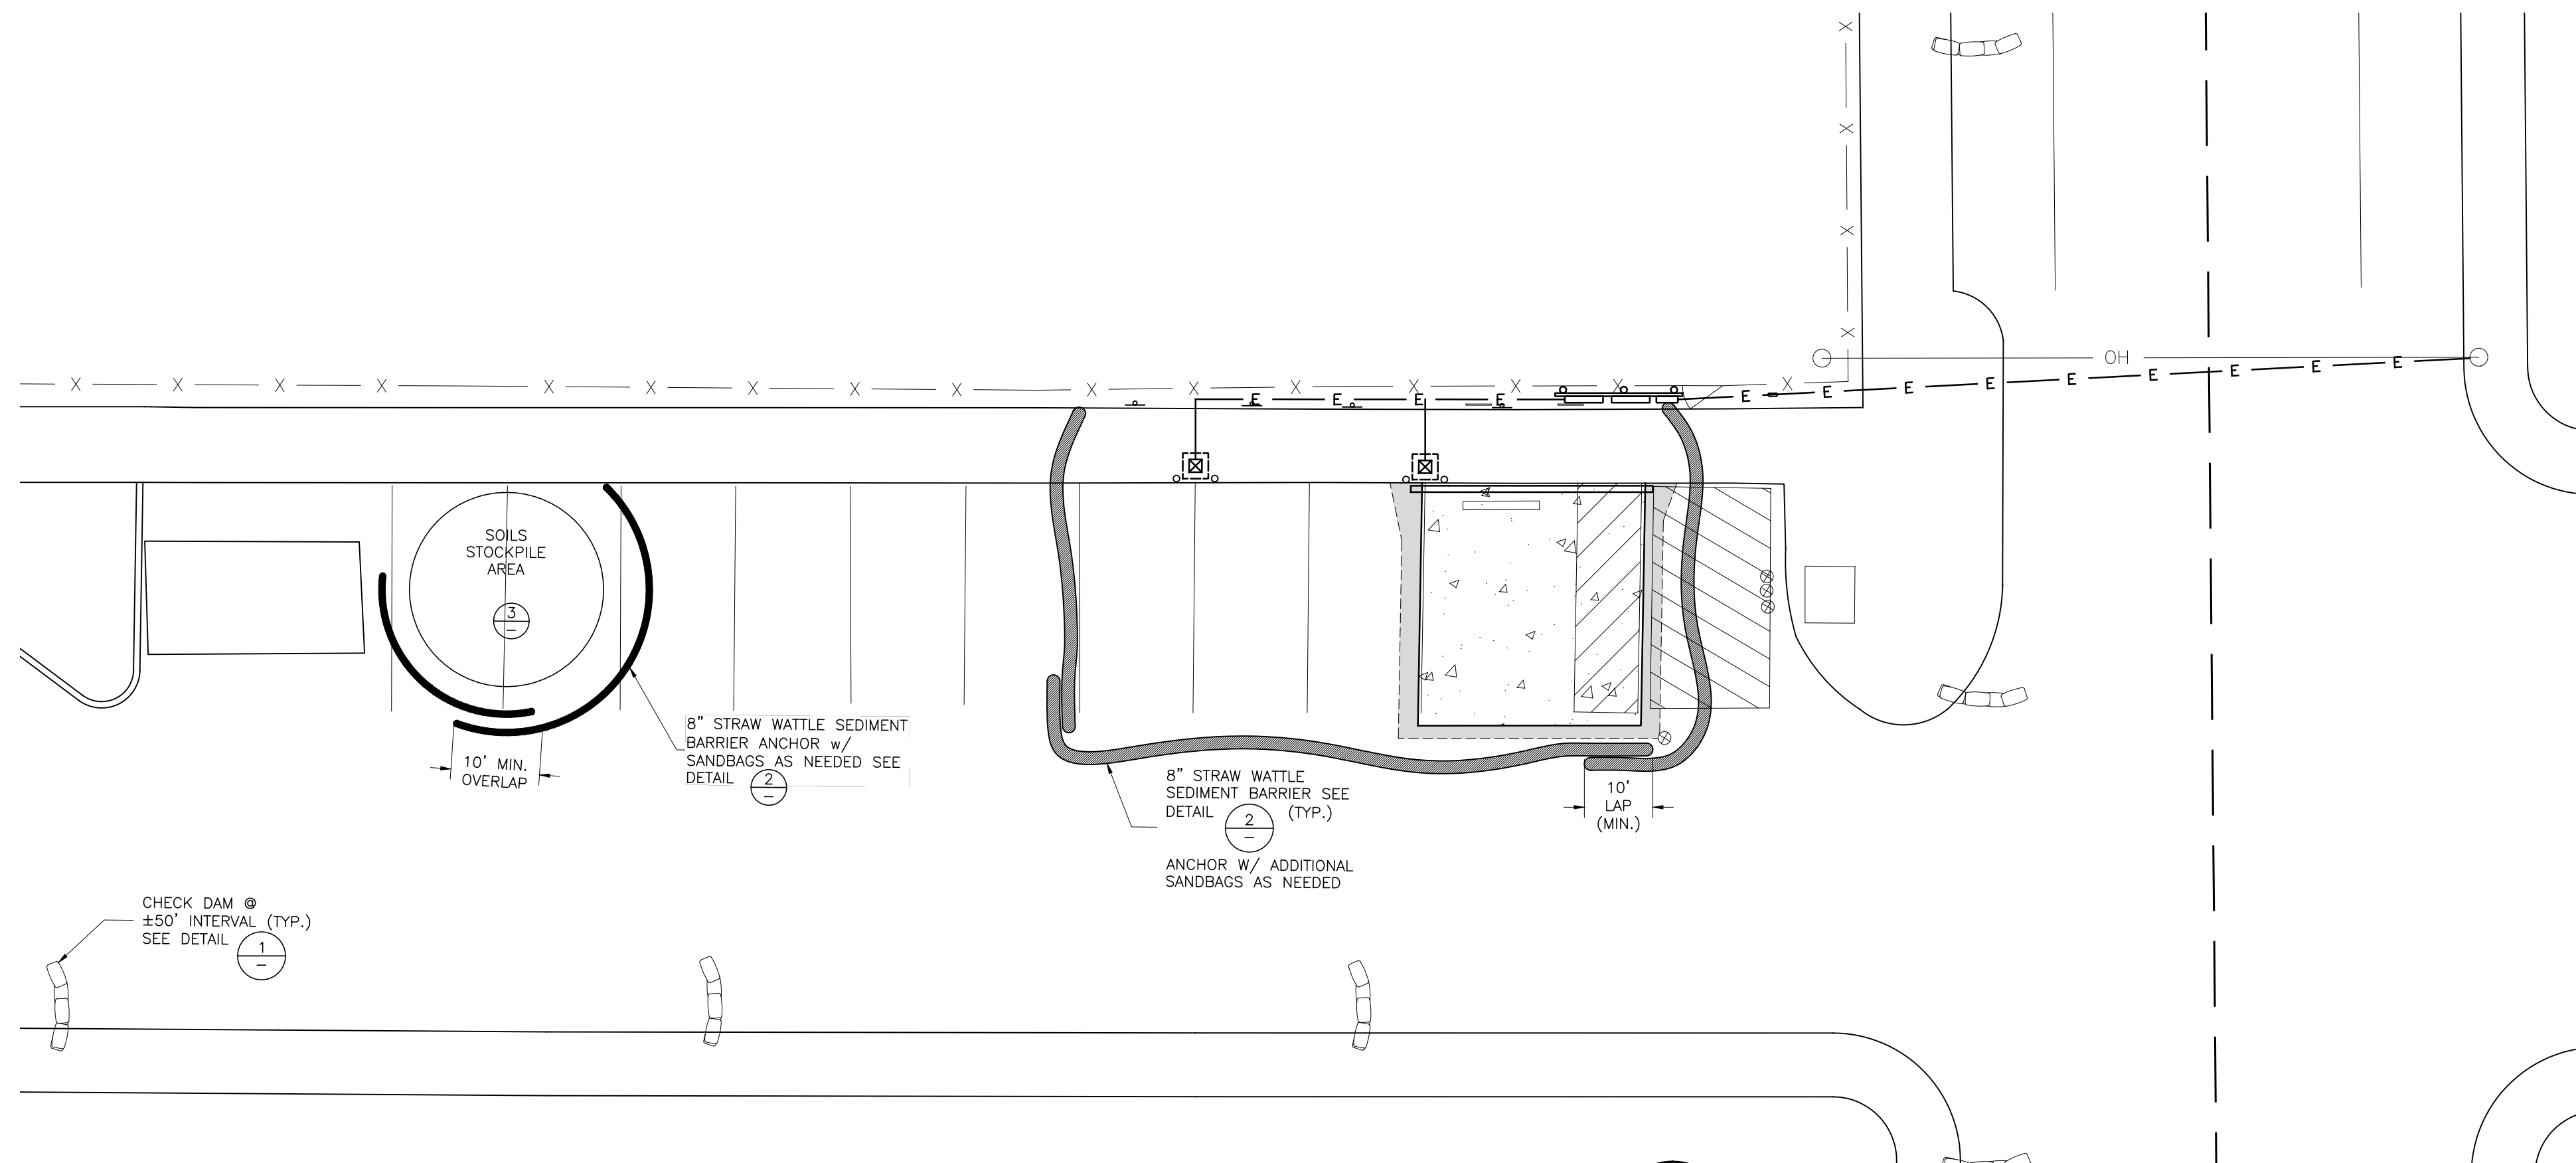 OH
X X X X X X X X X X X X X X X X
E E E E E E E E E E E E E
SOILS
STOCKPILE
AREA
3
–
8” STRAW WATTLE SEDIMENT
BARRIER ANCHOR w/
SANDBAGS AS NEEDED SEE
DETAIL 2
–
10’ MIN.
OVERLAP
8” STRAW WATTLE
SEDIMENT BARRIER SEE
DETAIL 2 (TYP.)
–
ANCHOR W/ ADDITIONAL
SANDBAGS AS NEEDED
10’
LAP
(MIN.)
CHECK DAM @
±50’ INTERVAL (TYP.)
SEE DETAIL 1
–